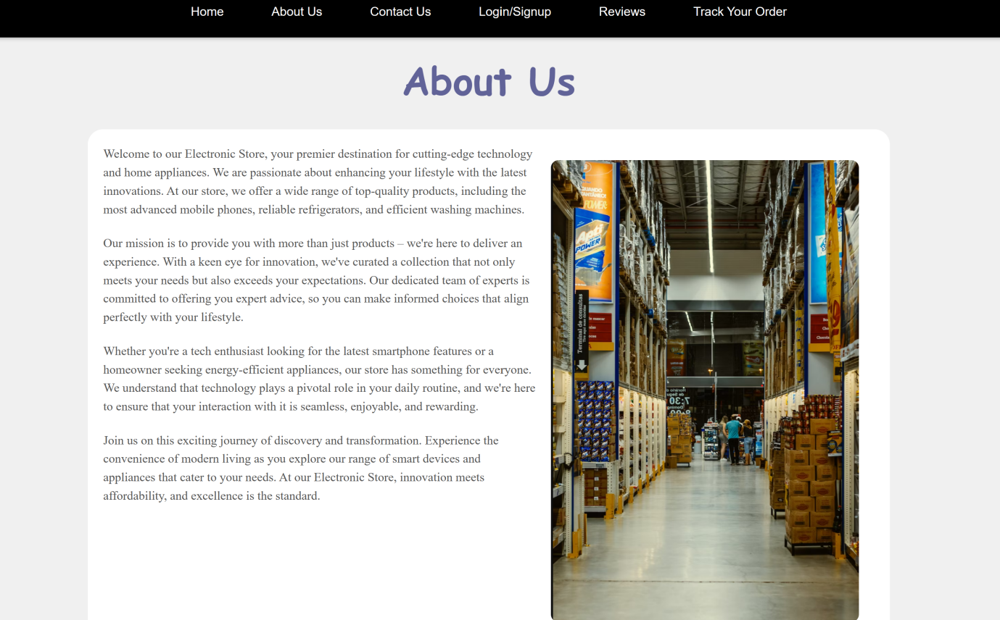 Home About Us Contact Us Login/Signup Reviews Track Your Order
About Us
Welcome to our Electronic Store, your premier destination for cutting-edge technology
and home appliances. We are passionate about enhancing your lifestyle with the latest
innovations. At our store, we offer a wide range of top-quality products, including the
most advanced mobile phones, reliable refrigerators, and efficient washing machines.
Our mission is to provide you with more than just products – we're here to deliver an
experience. With a keen eye for innovation, we've curated a collection that not only
meets your needs but also exceeds your expectations. Our dedicated team of experts is
committed to offering you expert advice, so you can make informed choices that align
perfectly with your lifestyle.
Whether you're a tech enthusiast looking for the latest smartphone features or a
homeowner seeking energy-efficient appliances, our store has something for everyone.
We understand that technology plays a pivotal role in your daily routine, and we're here
to ensure that your interaction with it is seamless, enjoyable, and rewarding.
Join us on this exciting journey of discovery and transformation. Experience the
convenience of modern living as you explore our range of smart devices and
appliances that cater to your needs. At our Electronic Store, innovation meets
affordability, and excellence is the standard.
POWER
Anti
POWER
Terminal de consultas
7:30